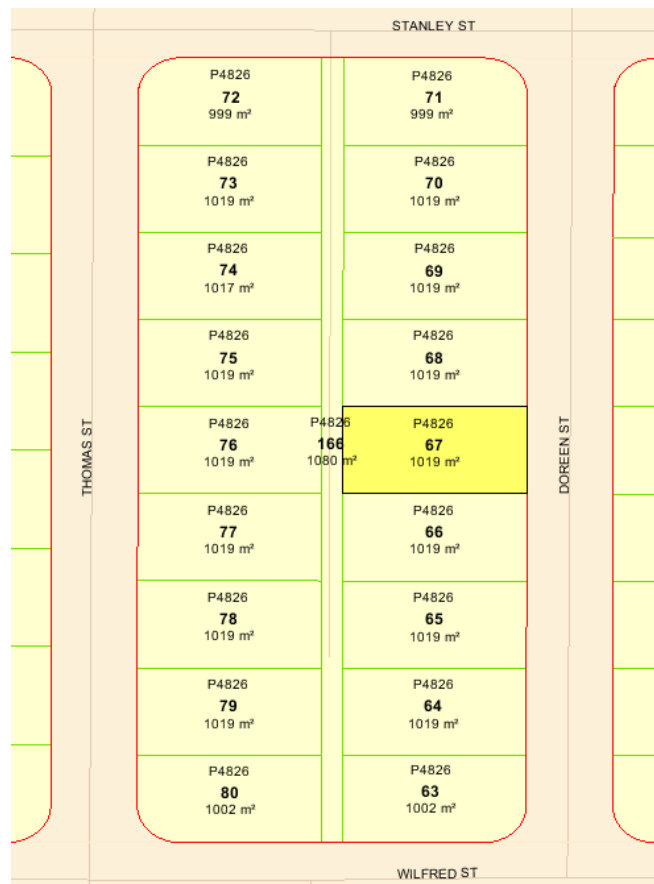 STANLEY ST
P4826
72
999 m²
P4826
71
999 m²
P4826
73
1019 m²
P4826
70
1019 m²
P4826
74
1017 m²
P4826
69
1019 m²
P4826
75
1019 m²
P4826
68
1019 m²
THOMAS ST
P4826
76
1019 m²
P4826
166
1080 m²
P4826
67
1019 m²
DOREEN ST
P4826
77
1019 m²
P4826
66
1019 m²
P4826
78
1019 m²
P4826
65
1019 m²
P4826
79
1019 m²
P4826
64
1019 m²
P4826
80
1002 m²
P4826
63
1002 m²
WILFRED ST